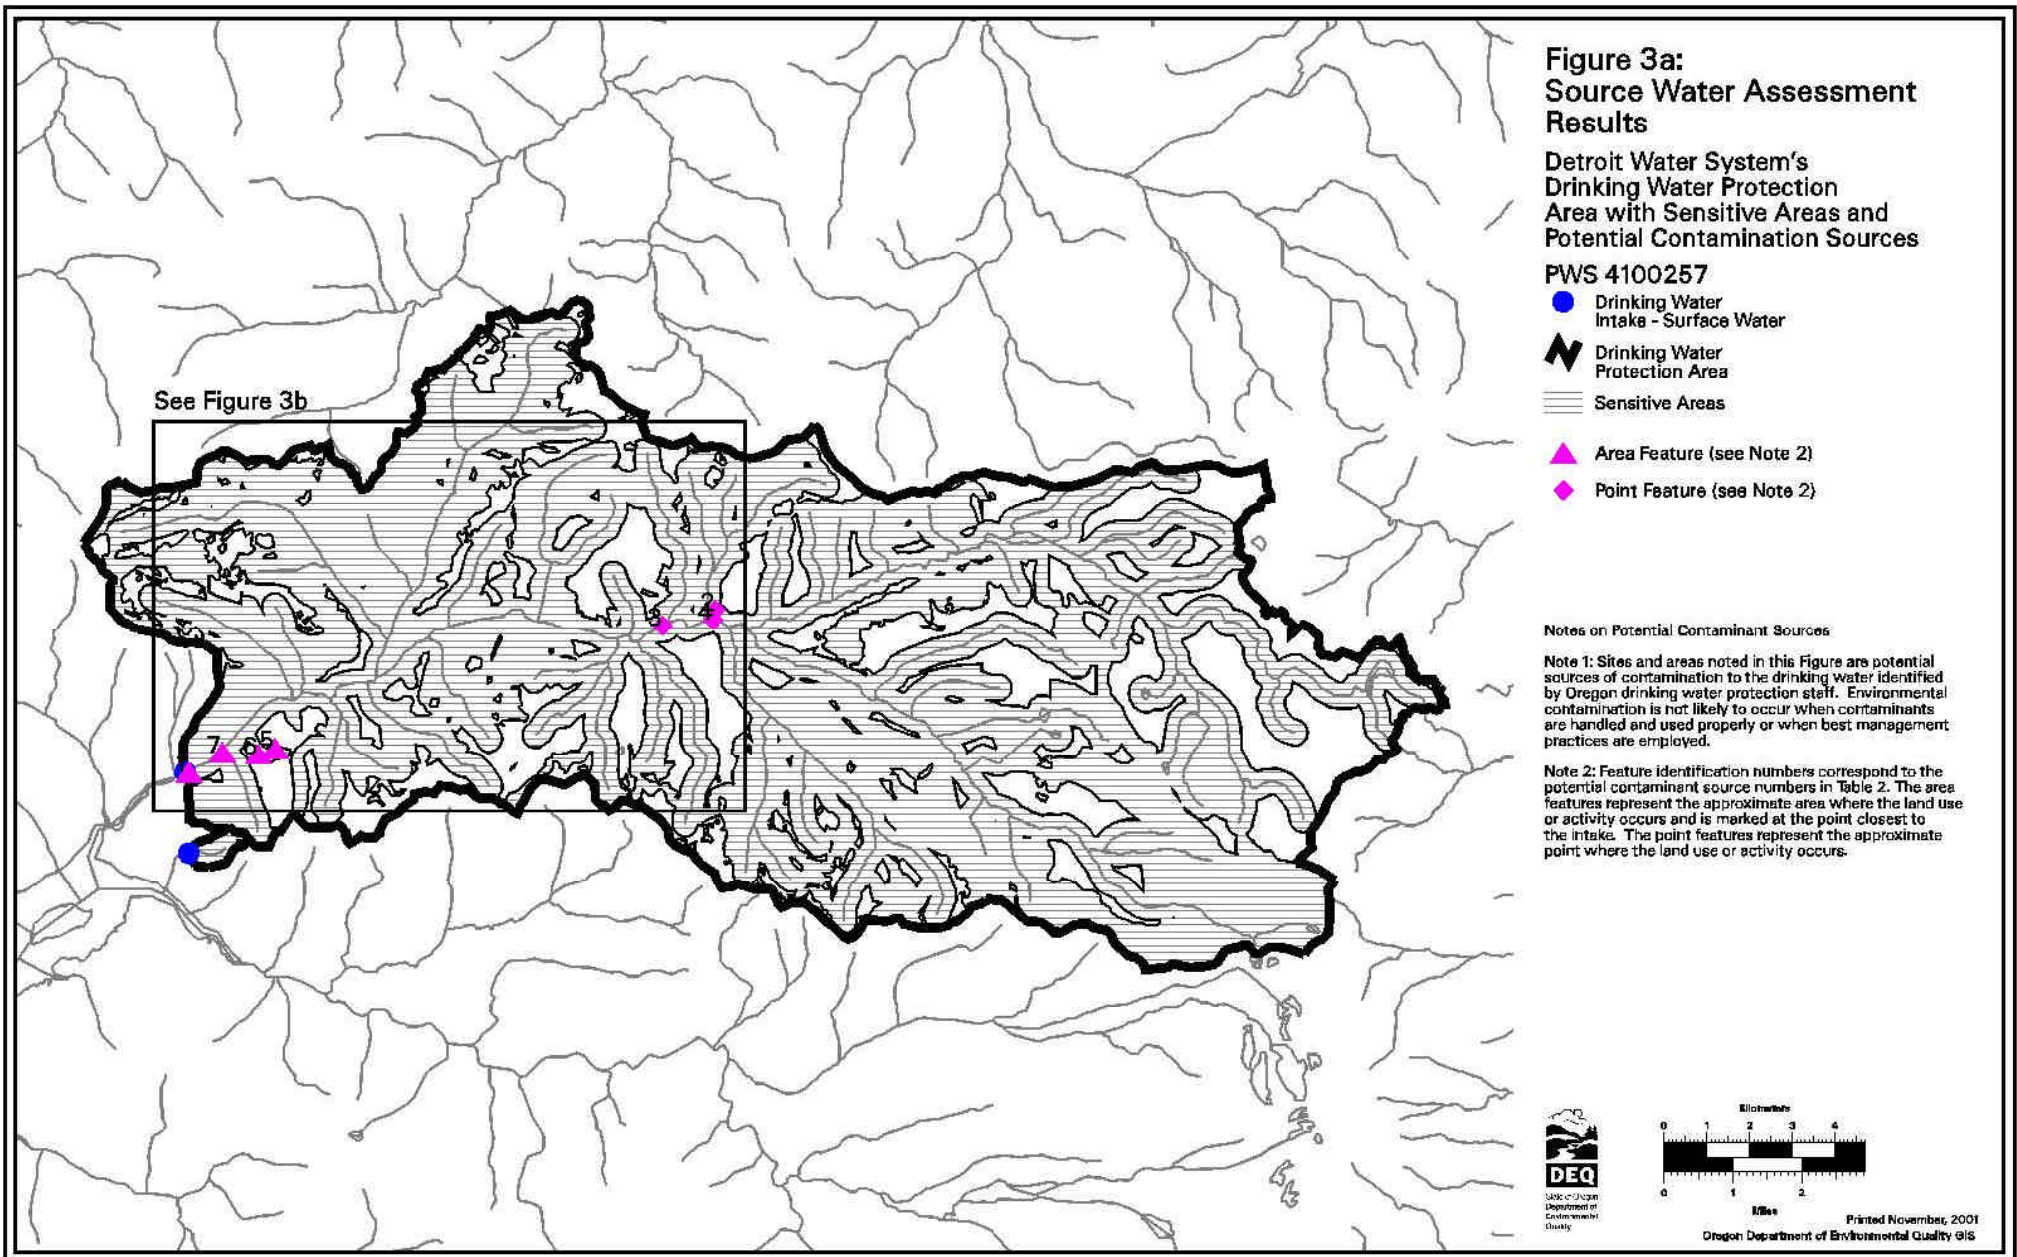 Figure 3a:
Source Water Assessment
Results
Detroit Water System's
Drinking Water Protection
Area with Sensitive Areas and
Potential Contamination Sources
PWS 4100257
Drinking Water
Intake - Surface Water
Drinking Water
Protection Area
Sensitive Areas
Area Feature (see Note 2)
Point Feature (see Note 2)
See Figure 3b
2
3
4
7
5
Notes on Potential Contaminant Sources
Note 1: Sites and areas noted in this Figure are potential
sources of contamination to the drinking water identified
by Oregon drinking water protection staff. Environmental
contamination is not likely to occur when contaminants
are handled and used properly or when best management
practices are employed.
Note 2: Feature identification numbers correspond to the
potential contaminant source numbers in Table 2. The area
features represent the approximate area where the land use
or activity occurs and is marked at the point closest to
the intake. The point features represent the approximate
point where the land use or activity occurs.
DEQ
State of Oregon
Department of
Environmental
Quality
Kilometers
0 1 2 3 4
0 1 2
Miles
Printed November, 2001
Oregon Department of Environmental Quality GIS